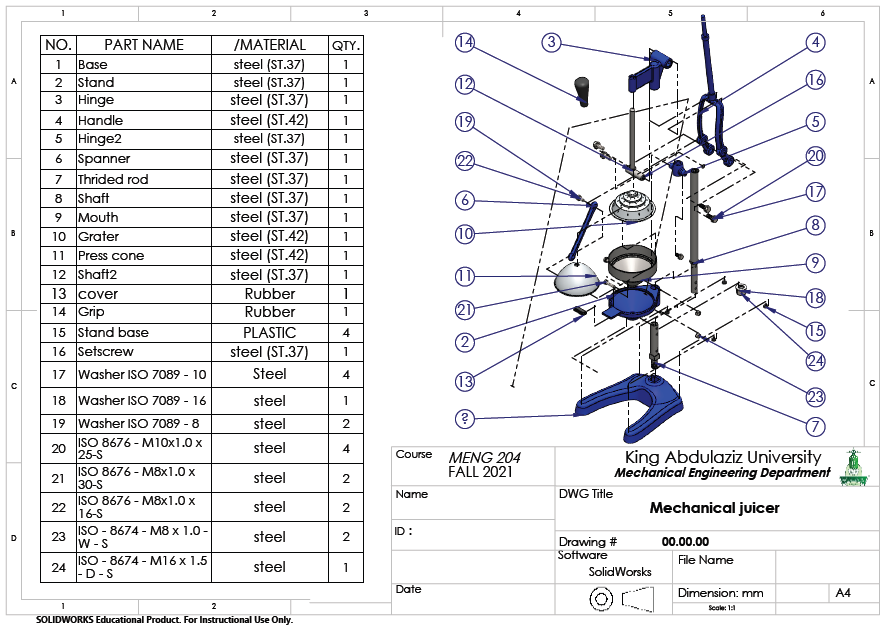 1 2 3 4 5 6
A
B
C
D
A
B
C
NO. PART NAME /MATERIAL QTY.
1 Base steel (ST.37) 1
2 Stand steel (ST.37) 1
3 Hinge steel (ST.37) 1
4 Handle steel (ST.42) 1
5 Hinge2 steel (ST.37) 1
6 Spanner steel (ST.37) 1
7 Thrided rod steel (ST.37) 1
8 Shaft steel (ST.37) 1
9 Mouth steel (ST.37) 1
10 Grater steel (ST.42) 1
11 Press cone steel (ST.42) 1
12 Shaft2 steel (ST.37) 1
13 cover Rubber 1
14 Grip Rubber 1
15 Stand base PLASTIC 4
16 Setscrew steel (ST.37) 1
17 Washer ISO 7089 - 10 Steel 4
18 Washer ISO 7089 - 16 steel 1
19 Washer ISO 7089 - 8 steel 2
20 ISO 8676 - M10x1.0 x
25-S steel 4
21 ISO 8676 - M8x1.0 x
30-S steel 2
22 ISO 8676 - M8x1.0 x
16-S steel 2
23 ISO - 8674 - M8 x 1.0 -
W - S steel 2
24 ISO - 8674 - M16 x 1.5
- D - S steel 1
14
12
19
22
6
10
11
21
2
13
?
3
4
16
5
20
17
8
9
18
15
24
23
7
Course MENG 204
FALL 2021
King Abdulaziz University
Mechanical Engineering Department
Name
DWG Title
Mechanical juicer
ID :
Drawing # 00.00.00
Software
SolidWorks
File Name
Date
Dimension: mm
A4
Scale: 1:1
1 2
SOLIDWORKS Educational Product. For Instructional Use Only.